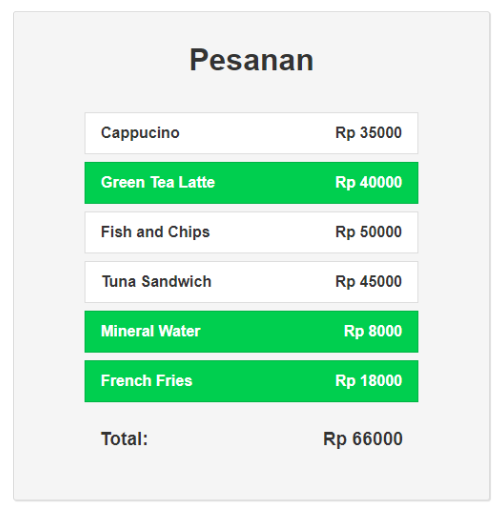 Pesanan
Cappucino Rp 35000
Green Tea Latte Rp 40000
Fish and Chips Rp 50000
Tuna Sandwich Rp 45000
Mineral Water Rp 8000
French Fries Rp 18000
Total: Rp 66000